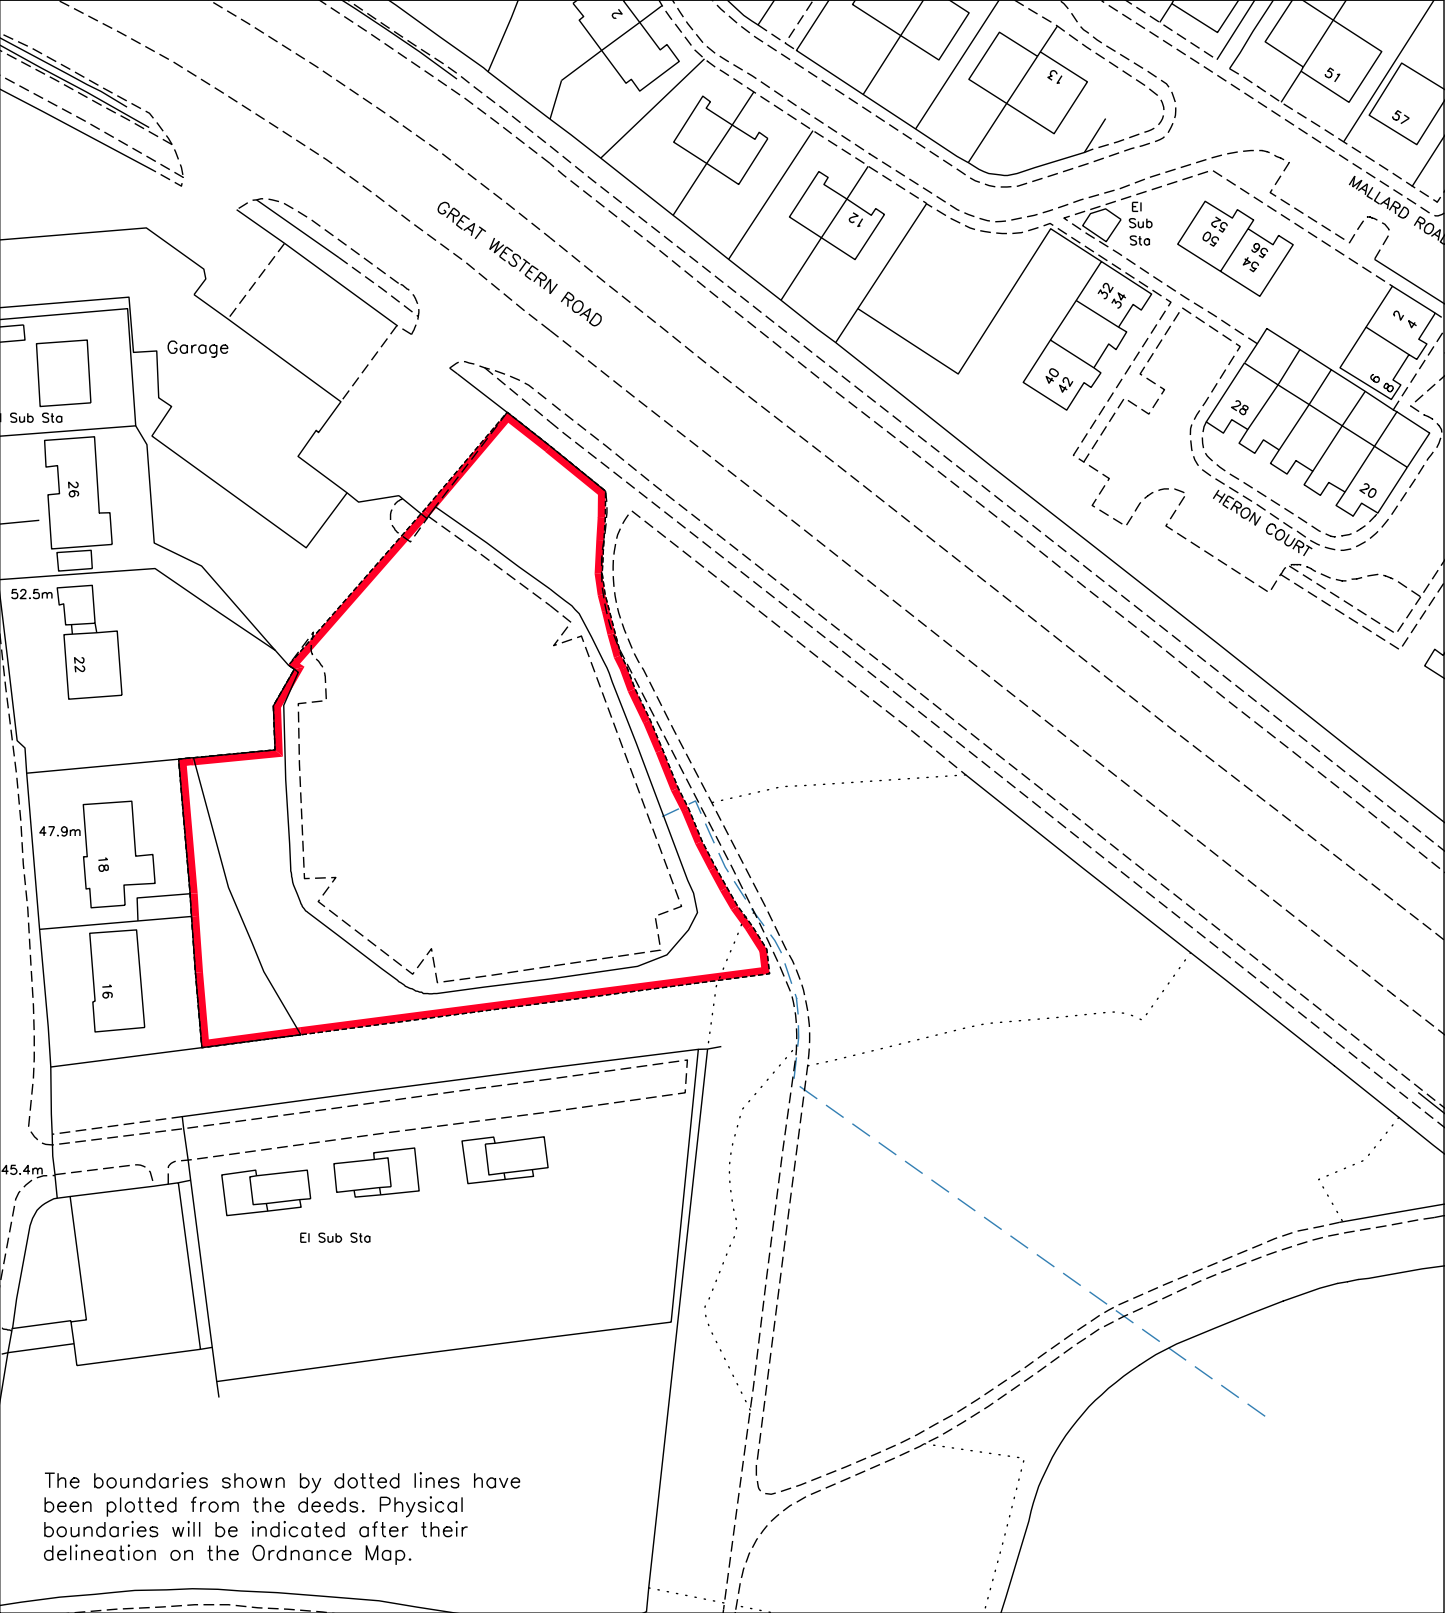 2
13
51
57
MALLARD ROAD
El
Sub
Sta
12
GREAT WESTERN ROAD
52
50
56
54
32
34
2
4
Garage
40
42
6
8
28
Sub Sta
26
20
HERON COURT
52.5m
22
47.9m
18
16
45.4m
El Sub Sta
The boundaries shown by dotted lines have
been plotted from the deeds. Physical
boundaries will be indicated after their
delineation on the Ordnance Map.